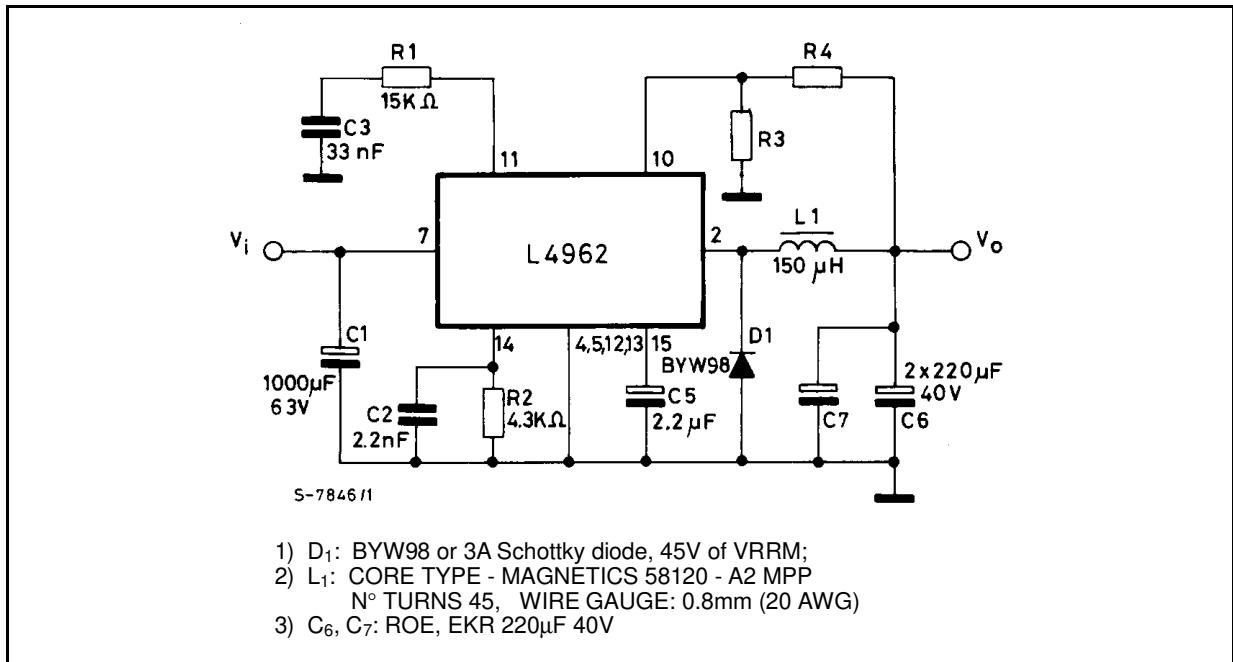 R1
15K Ω
C3
33 nF
11
R4
10
R3
Vi
7
L4962
2
L1
150 µH
Vo
C1
1000µF
63V
14
4,5,12,13
15
C2
2.2nF
R2
4.3KΩ
C5
2.2 µF
D1
BYW98
C7
2x220µF
40V
C6
S-7846/1
1) D1: BYW98 or 3A Schottky diode, 45V of VRRM;
2) L1: CORE TYPE - MAGNETICS 58120 - A2 MPP
N° TURNS 45, WIRE GAUGE: 0.8mm (20 AWG)
3) C6, C7: ROE, EKR 220µF 40V